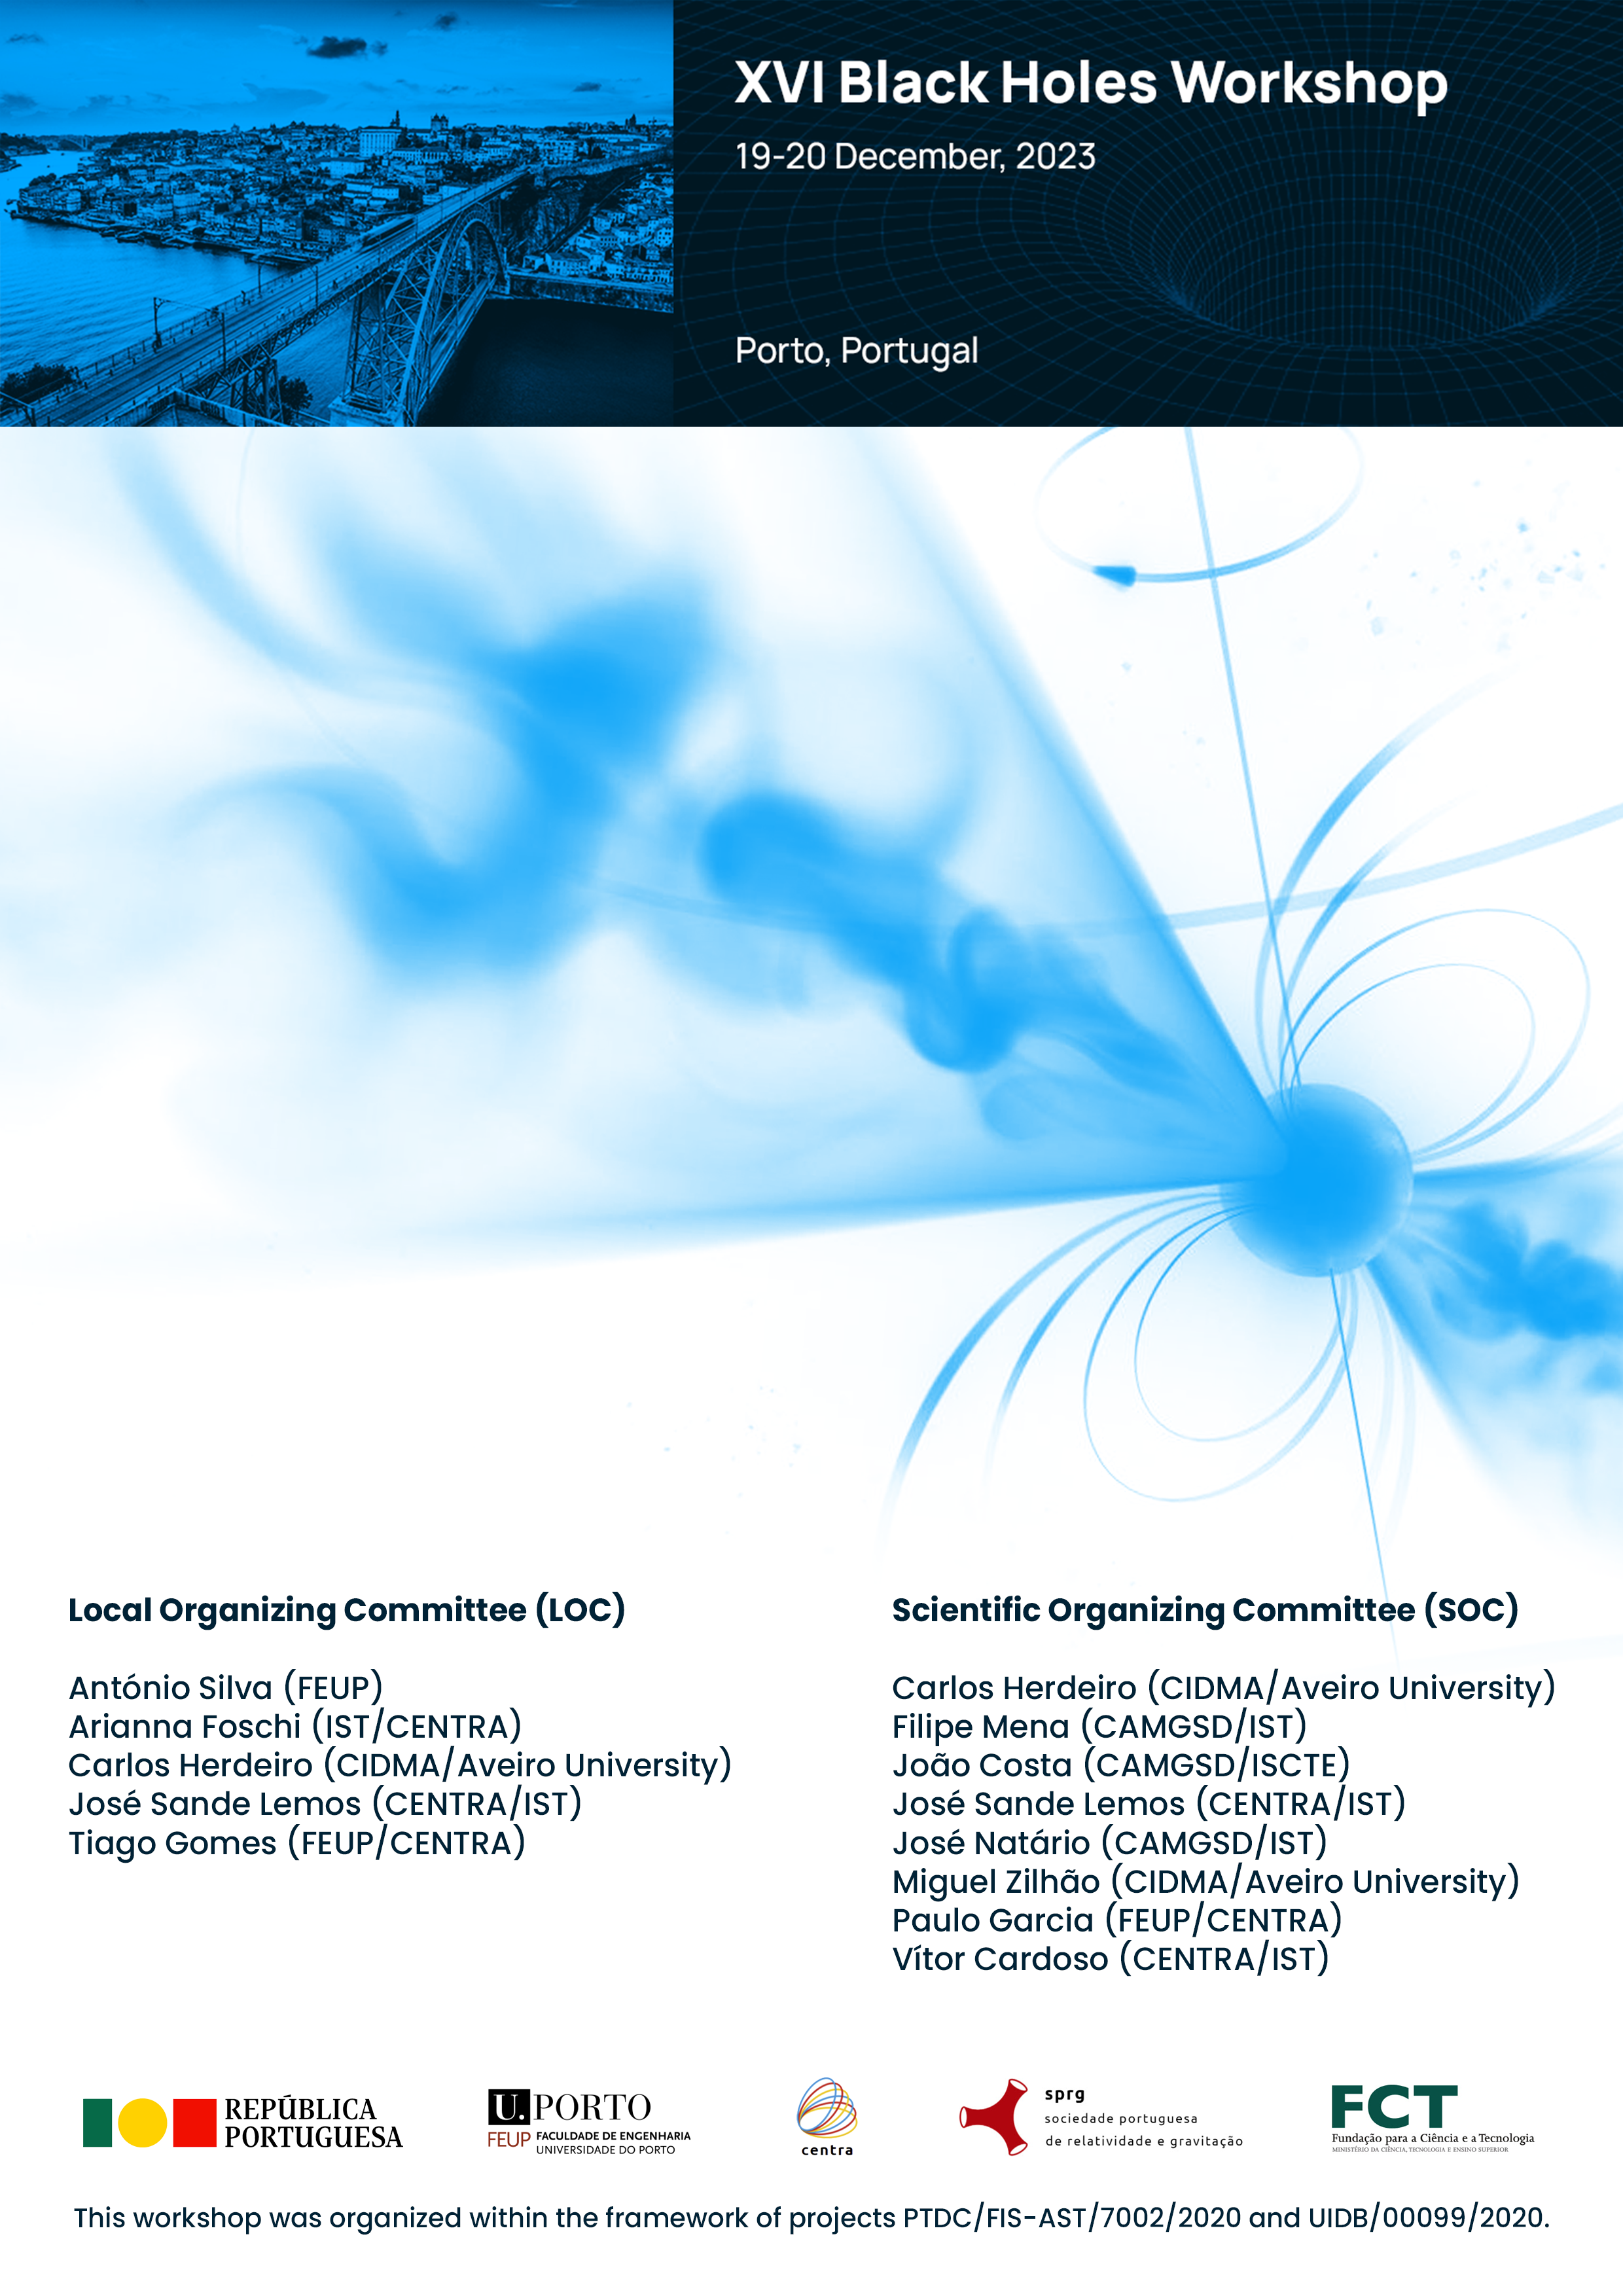 XVI Black Holes Workshop
19-20 December, 2023
Porto, Portugal
Local Organizing Committee (LOC)
António Silva (FEUP)
Arianna Foschi (IST/CENTRA)
Carlos Herdeiro (CIDMA/Aveiro University)
José Sande Lemos (CENTRA/IST)
Tiago Gomes (FEUP/CENTRA)
Scientific Organizing Committee (SOC)
Carlos Herdeiro (CIDMA/Aveiro University)
Filipe Mena (CAMGSD/IST)
João Costa (CAMGSD/ISCTE)
José Sande Lemos (CENTRA/IST)
José Natário (CAMGSD/IST)
Miguel Zilhão (CIDMA/Aveiro University)
Paulo Garcia (FEUP/CENTRA)
Vítor Cardoso (CENTRA/IST)
REPÚBLICA
PORTUGUESA
U.PORTO
FEUP FACULDADE DE ENGENHARIA
UNIVERSIDADE DO PORTO
centra
sprg
sociedade portuguesa
de relatividade e gravitação
FCT
Fundação para a Ciência e a Tecnologia
MINISTÉRIO DA CIÊNCIA, TECNOLOGIA E ENSINO SUPERIOR
This workshop was organized within the framework of projects PTDC/FIS-AST/7002/2020 and UIDB/00099/2020.